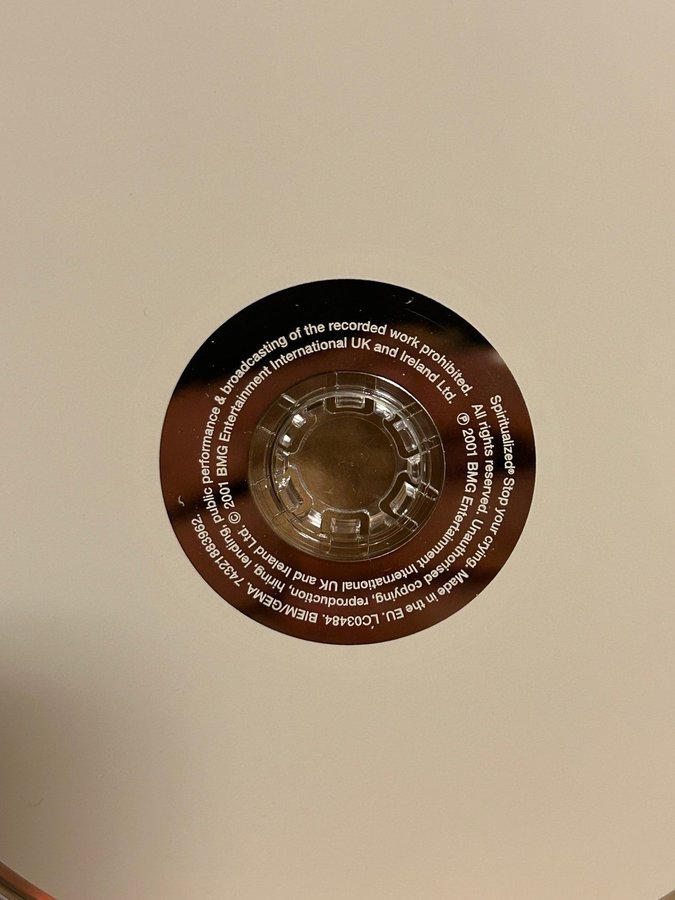 Spiritualized® Stop your crying. Made in the EU. LC03484. BIEM/GEMA. 74321883962.
All rights reserved. Unauthorised copying, reproduction, hiring, lending, public performance & broadcasting of the recorded work prohibited.
℗ 2001 BMG Entertainment International UK and Ireland Ltd. © 2001 BMG Entertainment International UK and Ireland Ltd.